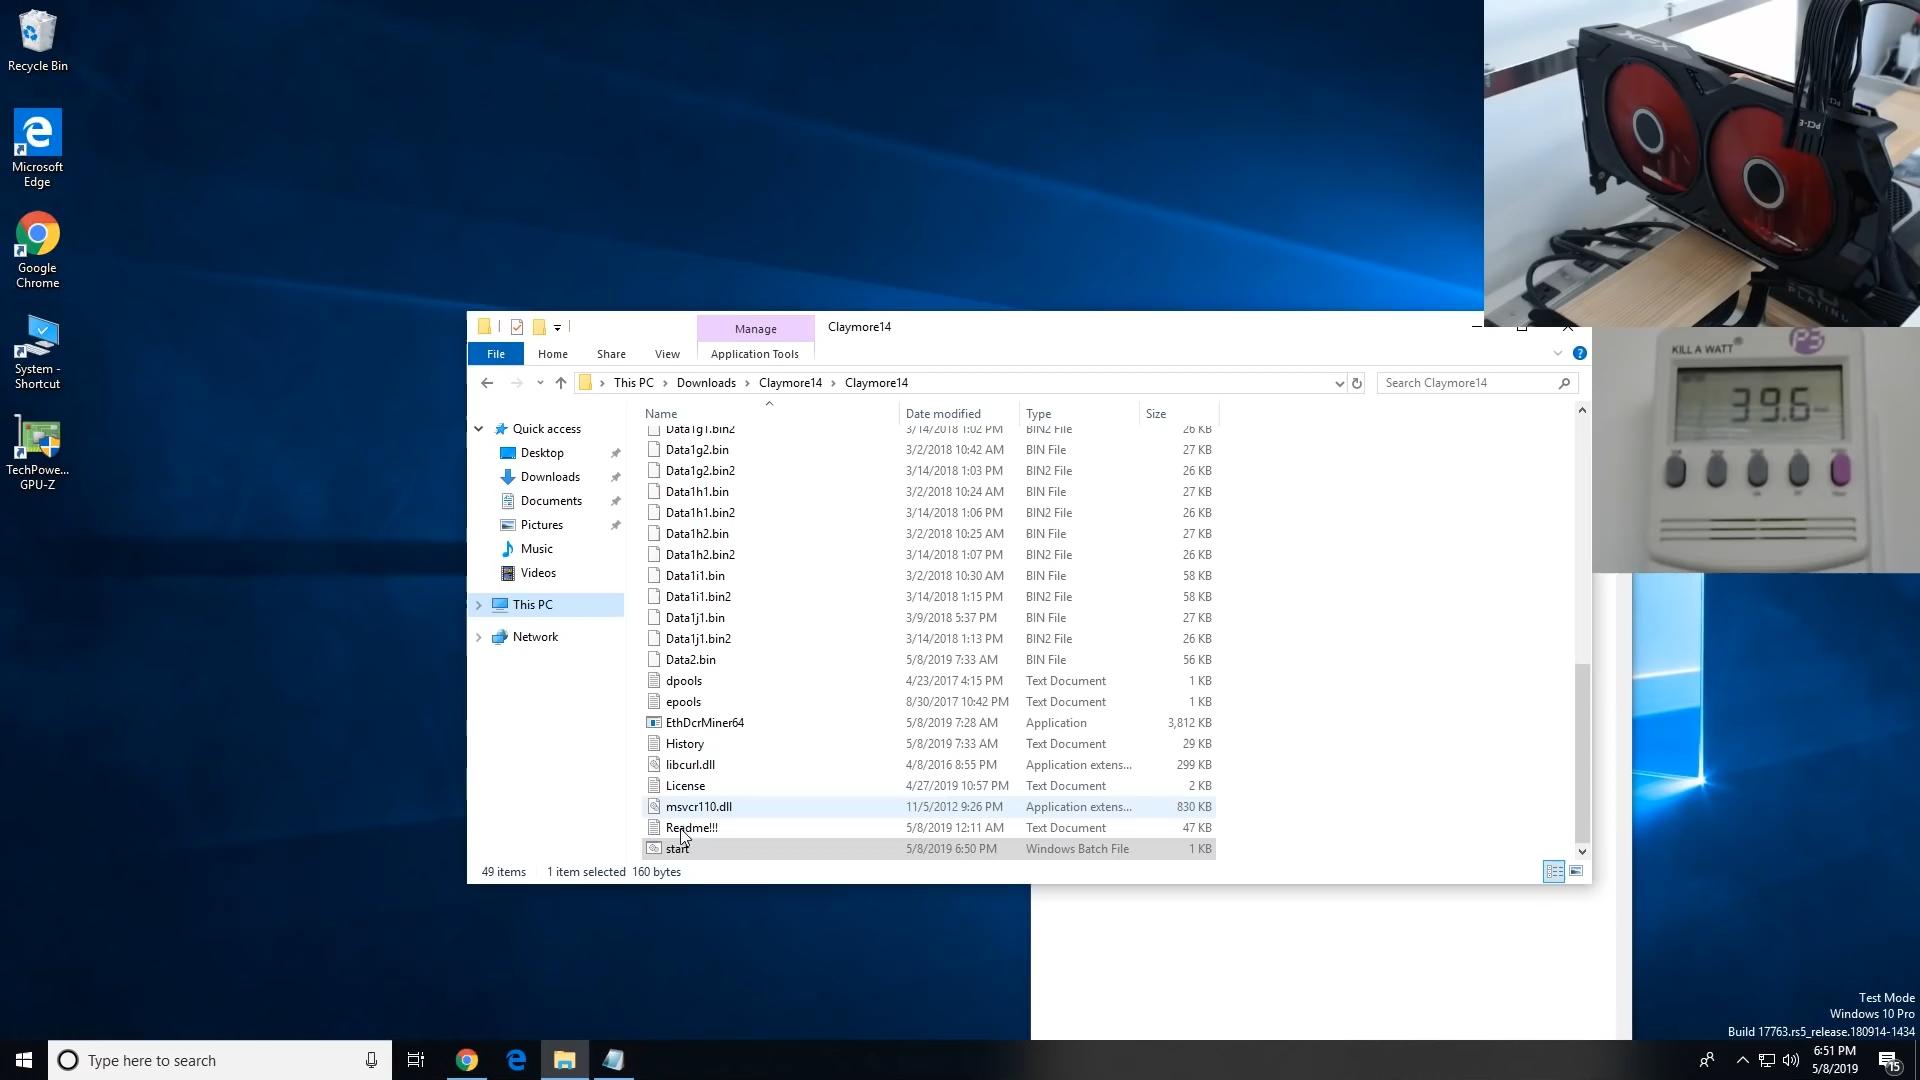 Recycle Bin
Microsoft
Edge
Google
Chrome
System -
Shortcut
TechPowe...
GPU-Z
Manage
Claymore14
File
Home
Share
View
Application Tools
This PC
Downloads
Claymore14
Claymore14
Search Claymore14
Quick access
Desktop
Downloads
Documents
Pictures
Music
Videos
This PC
Network
Name Date modified Type Size
Data1g1.bin2 3/14/2018 1:02 PM BIN2 File 26 KB
Data1g2.bin 3/2/2018 10:42 AM BIN File 27 KB
Data1g2.bin2 3/14/2018 1:03 PM BIN2 File 26 KB
Data1h1.bin 3/2/2018 10:24 AM BIN File 27 KB
Data1h1.bin2 3/14/2018 1:06 PM BIN2 File 26 KB
Data1h2.bin 3/2/2018 10:25 AM BIN File 27 KB
Data1h2.bin2 3/14/2018 1:07 PM BIN2 File 26 KB
Data1i1.bin 3/2/2018 10:30 AM BIN File 58 KB
Data1i1.bin2 3/14/2018 1:15 PM BIN2 File 58 KB
Data1j1.bin 3/9/2018 5:37 PM BIN File 27 KB
Data1j1.bin2 3/14/2018 1:13 PM BIN2 File 26 KB
Data2.bin 5/8/2019 7:33 AM BIN File 56 KB
dpools 4/23/2017 4:15 PM Text Document 1 KB
epools 8/30/2017 10:42 PM Text Document 1 KB
EthDcrMiner64 5/8/2019 7:28 AM Application 3,812 KB
History 5/8/2019 7:33 AM Text Document 29 KB
libcurl.dll 4/8/2016 8:55 PM Application extens... 299 KB
License 4/27/2019 10:57 PM Text Document 2 KB
msvcr110.dll 11/5/2012 9:26 PM Application extens... 830 KB
Readme!!! 5/8/2019 12:11 AM Text Document 47 KB
start 5/8/2019 6:50 PM Windows Batch File 1 KB
49 items 1 item selected 160 bytes
XFX
PCI-E
PLATINU
KILL A WATT®
P3
39.6
Test Mode
Windows 10 Pro
Build 17763.rs5_release.180914-1434
Type here to search
6:51 PM
5/8/2019
15